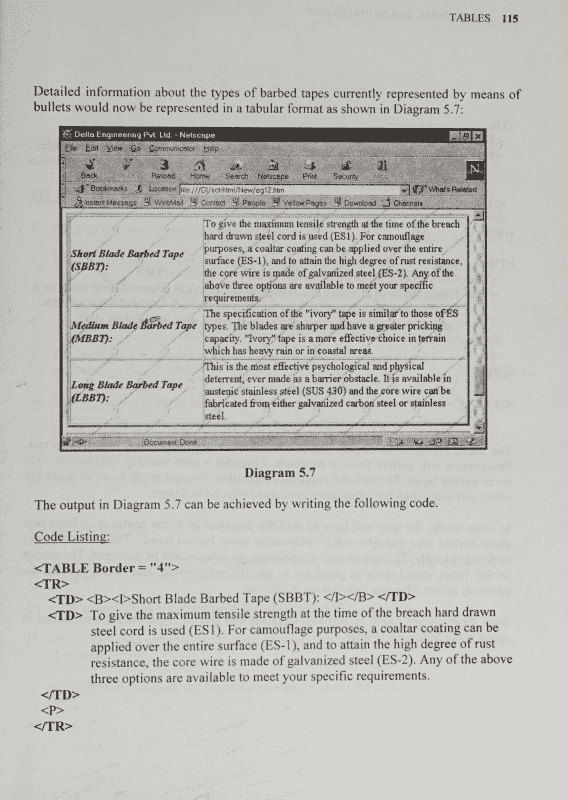 TABLES 115
Detailed information about the types of barbed tapes currently represented by means of
bullets would now be represented in a tabular format as shown in Diagram 5.7:
Delta Engineering Pvt. Ltd. - Netscape
File Edit View Go Communicator Help
Back Reload Home Search Netscape Print Security
Bookmarks Location What's Related
Instant Message WebMail Contact People Yellow Pages Download Channels
To give the maximum tensile strength at the time of the breach
hard drawn steel cord is used (ES1). For camouflage
Short Blade Barbed Tape purposes, a coaltar coating can be applied over the entire
(SBBT): surface (ES-1), and to attain the high degree of rust resistance,
the core wire is made of galvanized steel (ES-2). Any of the
above three options are available to meet your specific
requirements.
The specification of the "ivory" tape is similar to those of ES
Medium Blade Barbed Tape types. The blades are sharper and have a greater pricking
(MBBT): capacity. "Ivory" tape is a more effective choice in terrain
which has heavy rain or in coastal areas.
This is the most effective psychological and physical
deterrent, ever made as a barrier obstacle. It is available in
Long Blade Barbed Tape austenic stainless steel (SUS 430) and the core wire can be
(LBBT): fabricated from either galvanized carbon steel or stainless
steel.
Document Done
Diagram 5.7
The output in Diagram 5.7 can be achieved by writing the following code.
Code Listing:
<TABLE Border = "4">
<TR>
<TD> <B><I>Short Blade Barbed Tape (SBBT): </I></B> </TD>
<TD> To give the maximum tensile strength at the time of the breach hard drawn
steel cord is used (ES1). For camouflage purposes, a coaltar coating can be
applied over the entire surface (ES-1), and to attain the high degree of rust
resistance, the core wire is made of galvanized steel (ES-2). Any of the above
three options are available to meet your specific requirements.
</TD>
<P>
</TR>